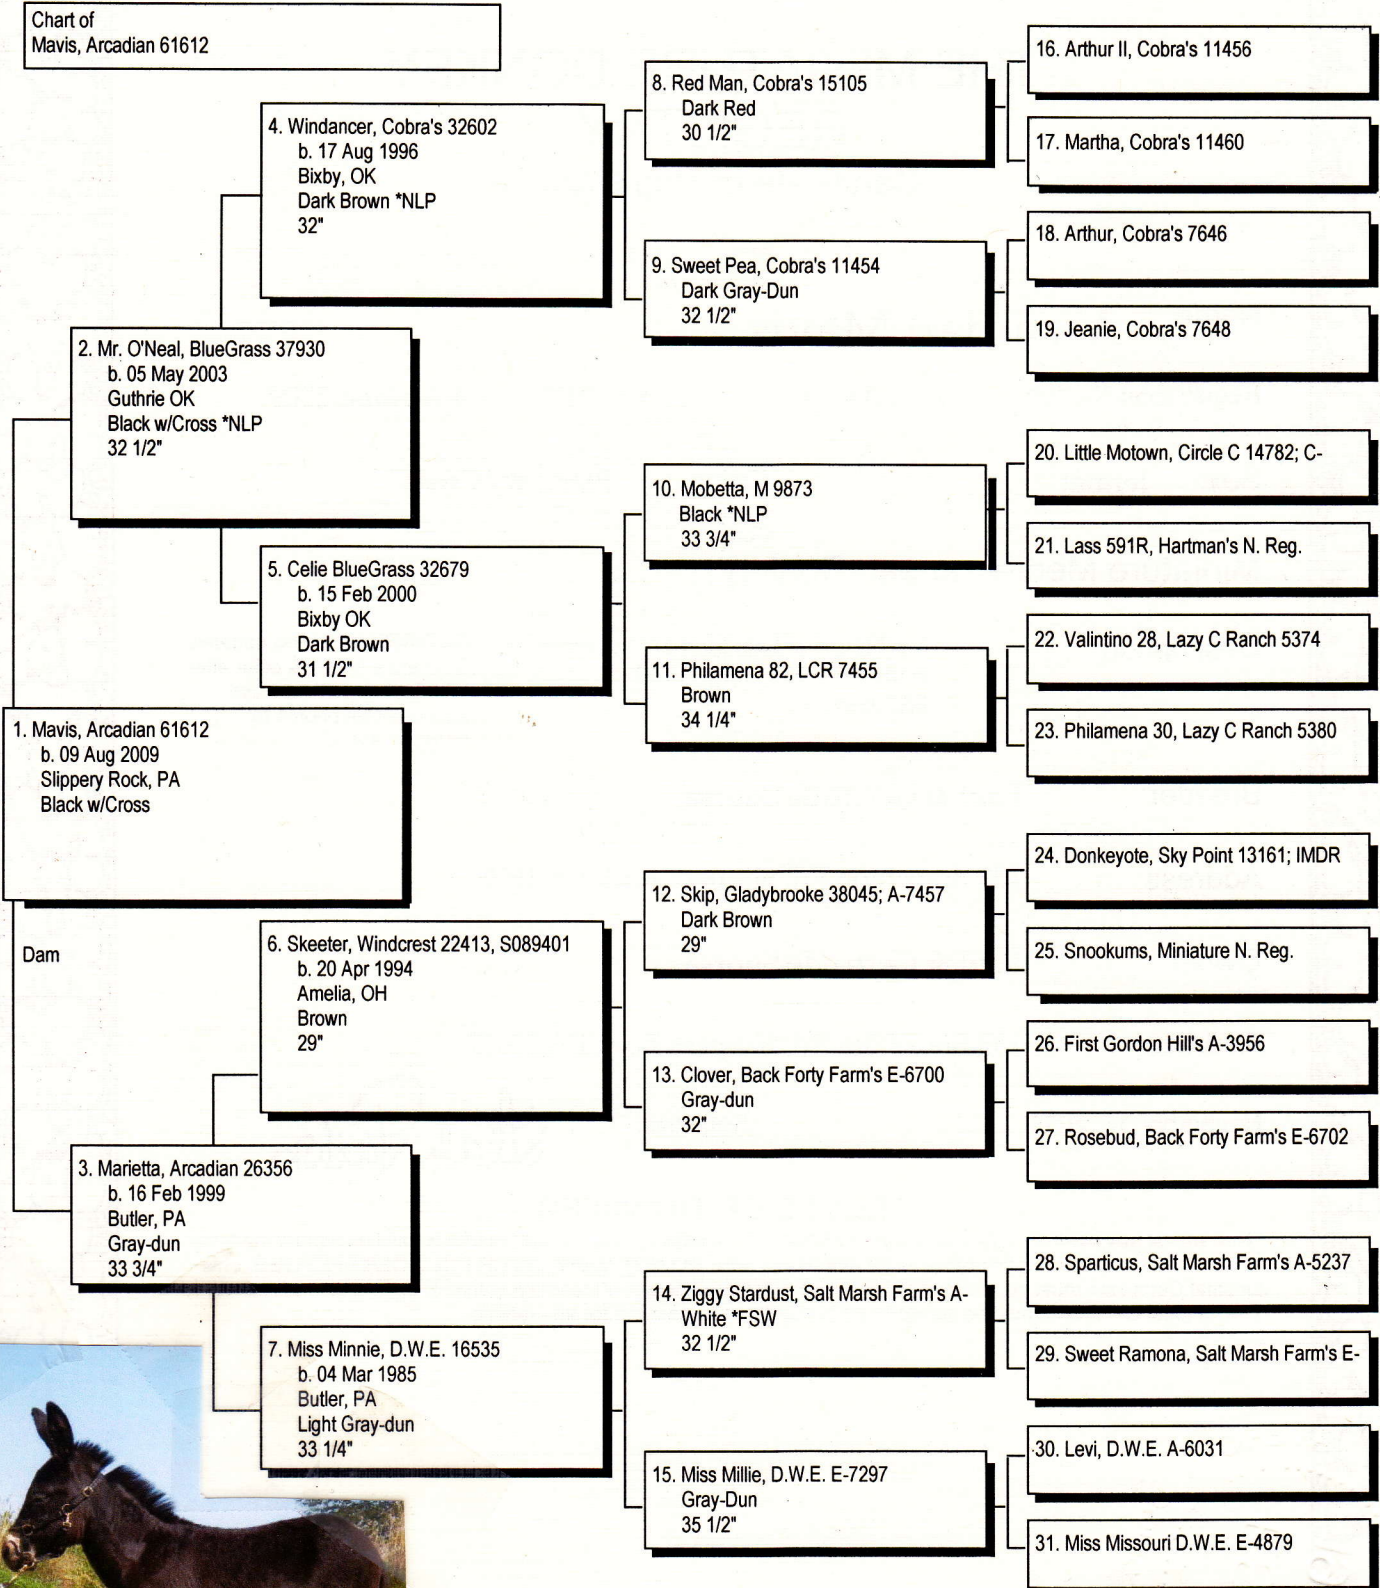 Chart of
Mavis, Arcadian 61612
1. Mavis, Arcadian 61612
b. 09 Aug 2009
Slippery Rock, PA
Black w/Cross
Dam
2. Mr. O'Neal, BlueGrass 37930
b. 05 May 2003
Guthrie OK
Black w/Cross *NLP
32 1/2"
3. Marietta, Arcadian 26356
b. 16 Feb 1999
Butler, PA
Gray-dun
33 3/4"
4. Windancer, Cobra's 32602
b. 17 Aug 1996
Bixby, OK
Dark Brown *NLP
32"
5. Celie BlueGrass 32679
b. 15 Feb 2000
Bixby OK
Dark Brown
31 1/2"
6. Skeeter, Windcrest 22413, S089401
b. 20 Apr 1994
Amelia, OH
Brown
29"
7. Miss Minnie, D.W.E. 16535
b. 04 Mar 1985
Butler, PA
Light Gray-dun
33 1/4"
8. Red Man, Cobra's 15105
Dark Red
30 1/2"
9. Sweet Pea, Cobra's 11454
Dark Gray-Dun
32 1/2"
10. Mobetta, M 9873
Black *NLP
33 3/4"
11. Philamena 82, LCR 7455
Brown
34 1/4"
12. Skip, Gladybrooke 38045; A-7457
Dark Brown
29"
13. Clover, Back Forty Farm's E-6700
Gray-dun
32"
14. Ziggy Stardust, Salt Marsh Farm's A-
White *FSW
32 1/2"
15. Miss Millie, D.W.E. E-7297
Gray-Dun
35 1/2"
16. Arthur II, Cobra's 11456
17. Martha, Cobra's 11460
18. Arthur, Cobra's 7646
19. Jeanie, Cobra's 7648
20. Little Motown, Circle C 14782; C-
21. Lass 591R, Hartman's N. Reg.
22. Valintino 28, Lazy C Ranch 5374
23. Philamena 30, Lazy C Ranch 5380
24. Donkeyote, Sky Point 13161; IMDR
25. Snookums, Miniature N. Reg.
26. First Gordon Hill's A-3956
27. Rosebud, Back Forty Farm's E-6702
28. Sparticus, Salt Marsh Farm's A-5237
29. Sweet Ramona, Salt Marsh Farm's E-
30. Levi, D.W.E. A-6031
31. Miss Missouri D.W.E. E-4879